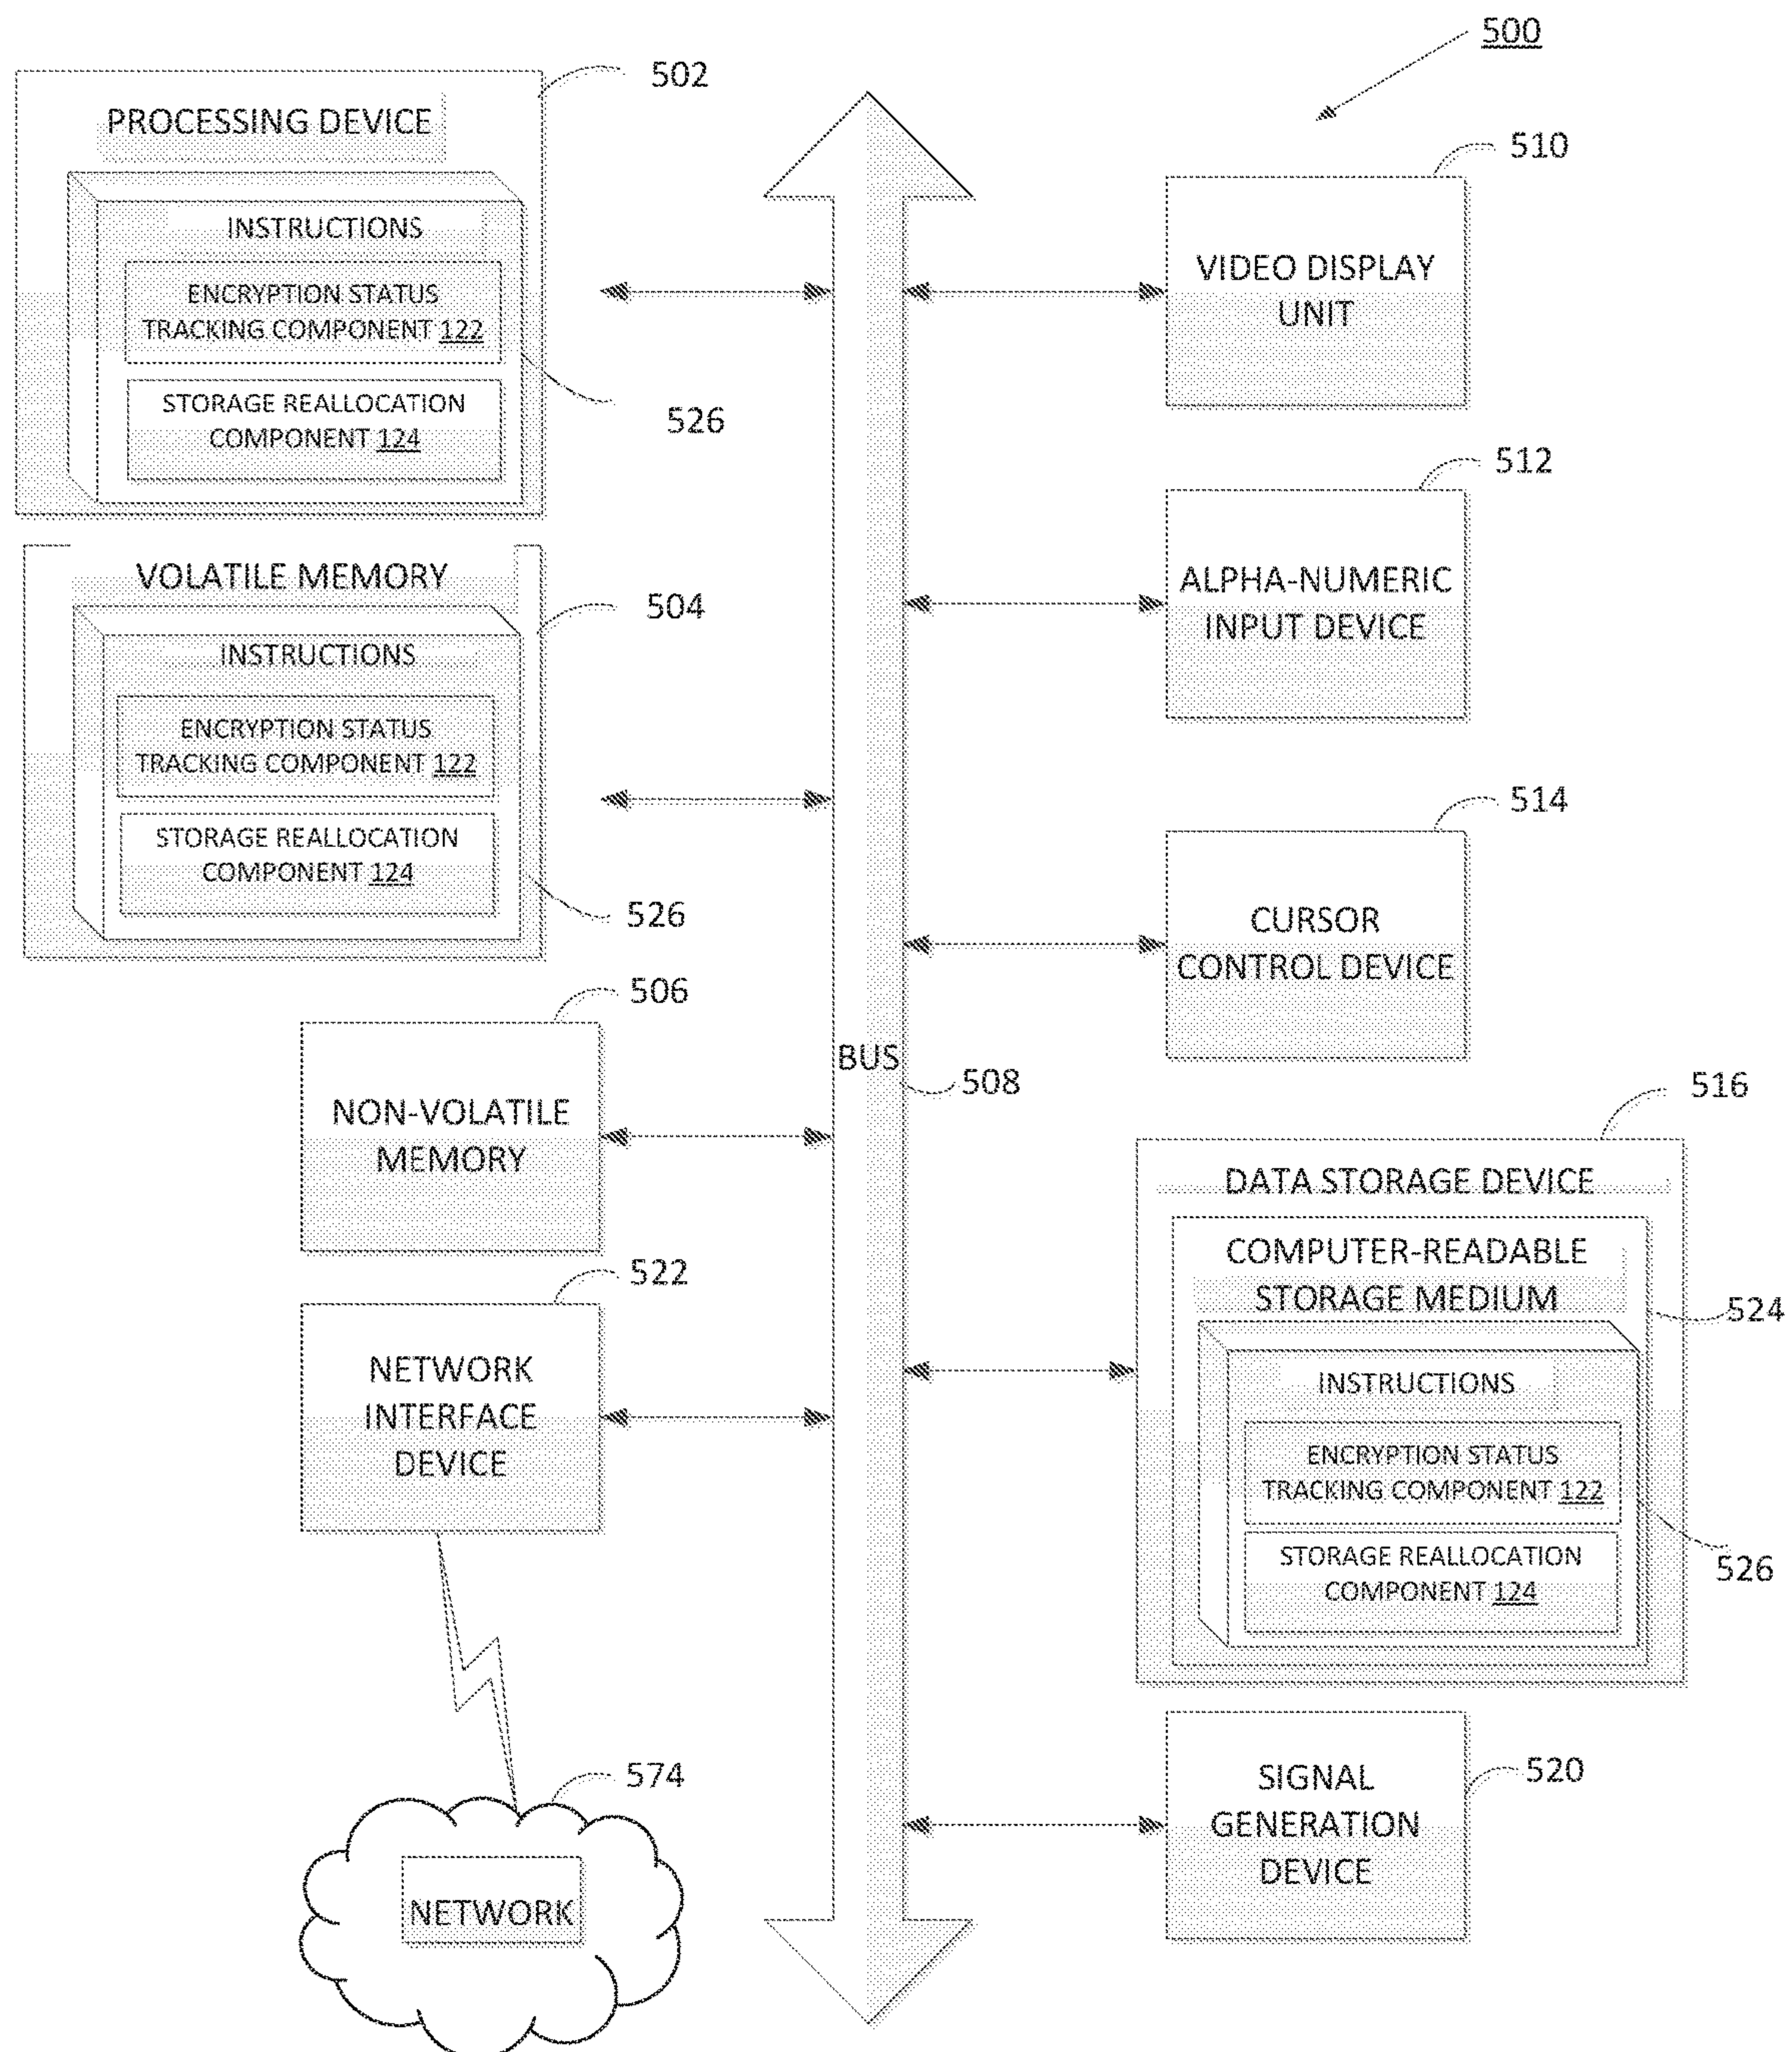 500
502
PROCESSING DEVICE
INSTRUCTIONS
ENCRYPTION STATUS
TRACKING COMPONENT 122
STORAGE REALLOCATION
COMPONENT 124
526
VOLATILE MEMORY
504
INSTRUCTIONS
ENCRYPTION STATUS
TRACKING COMPONENT 122
STORAGE REALLOCATION
COMPONENT 124
526
506
NON-VOLATILE
MEMORY
522
NETWORK
INTERFACE
DEVICE
574
NETWORK
BUS
508
510
VIDEO DISPLAY
UNIT
512
ALPHA-NUMERIC
INPUT DEVICE
514
CURSOR
CONTROL DEVICE
516
DATA STORAGE DEVICE
COMPUTER-READABLE
STORAGE MEDIUM
524
INSTRUCTIONS
ENCRYPTION STATUS
TRACKING COMPONENT 122
STORAGE REALLOCATION
COMPONENT 124
526
SIGNAL
GENERATION
DEVICE
520